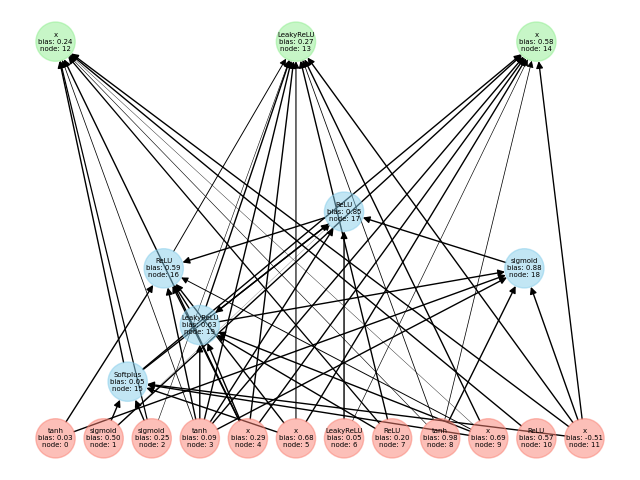 x
bias: 0.24
node: 12
LeakyReLU
bias: 0.27
node: 13
x
bias: 0.58
node: 14
ReLU
bias: 0.85
node: 17
ReLU
bias: 0.59
node: 16
sigmoid
bias: 0.88
node: 18
LeakyReLU
bias: 0.63
node: 19
Softplus
bias: 0.05
node: 15
tanh
bias: 0.03
node: 0
sigmoid
bias: 0.50
node: 1
sigmoid
bias: 0.25
node: 2
tanh
bias: 0.09
node: 3
x
bias: 0.29
node: 4
x
bias: 0.68
node: 5
LeakyReLU
bias: 0.05
node: 6
ReLU
bias: 0.20
node: 7
tanh
bias: 0.98
node: 8
x
bias: 0.69
node: 9
ReLU
bias: 0.57
node: 10
x
bias: -0.51
node: 11